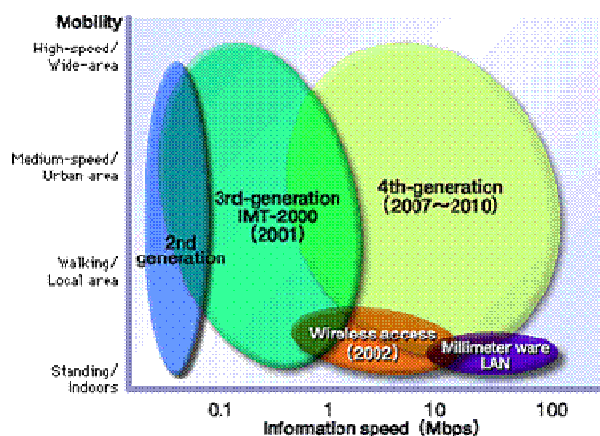 Mobility
High-speed/
Wide-area
Medium-speed/
Urban area
Walking/
Local area
Standing/
Indoors
2nd
generation
3rd-generation
IMT-2000
(2001)
4th-generation
(2007～2010)
Wireless access
(2002)
Millimeter ware
LAN
0.1
1
10
100
Information speed (Mbps)